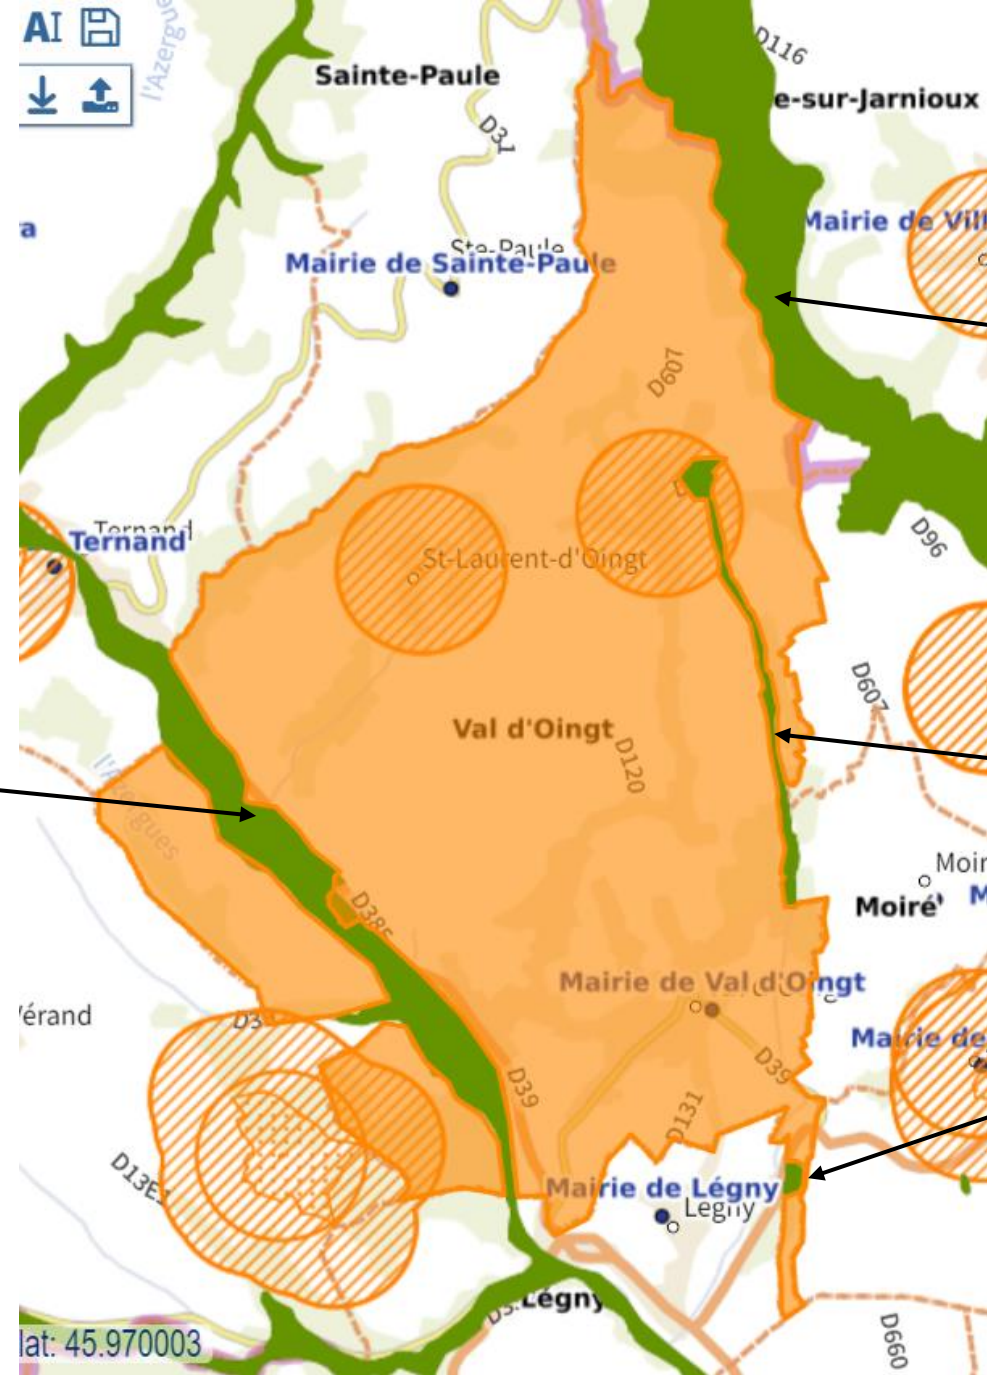 AI
l'Azergue
D116
Sainte-Paule
e-sur-Jarnioux
D31
a
Mairie de Vill
Ste-Paule
Mairie de Sainte-Paule
D607
Ternand
Ternand
D96
St-Laurent-d'Oingt
D607
Val d'Oingt
D120
l'Azergues
Moir
M
Moiré
D385
Mairie de Val d'Oingt
érand
D3
Mairie de
D39
D39
D131
D13E
Mairie de Légny
Légny
Légny
D660
lat: 45.970003